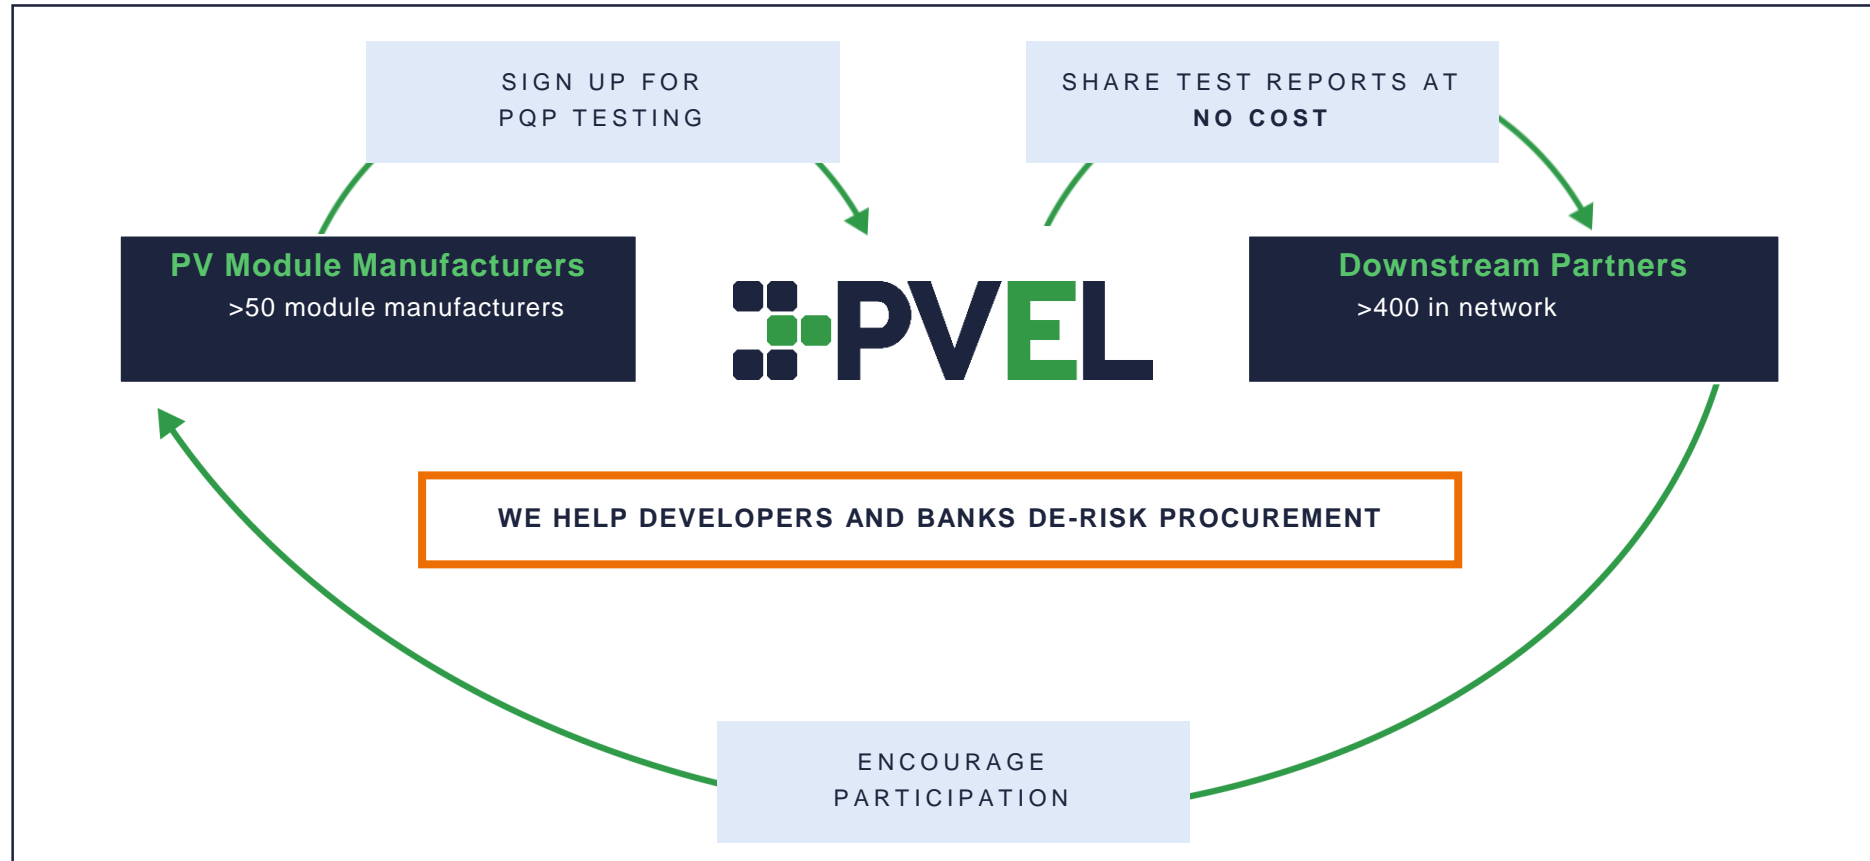 SIGN UP FOR
PQP TESTING
SHARE TEST REPORTS AT
NO COST
PV Module Manufacturers
>50 module manufacturers
PVEL
Downstream Partners
>400 in network
WE HELP DEVELOPERS AND BANKS DE-RISK PROCUREMENT
ENCOURAGE
PARTICIPATION